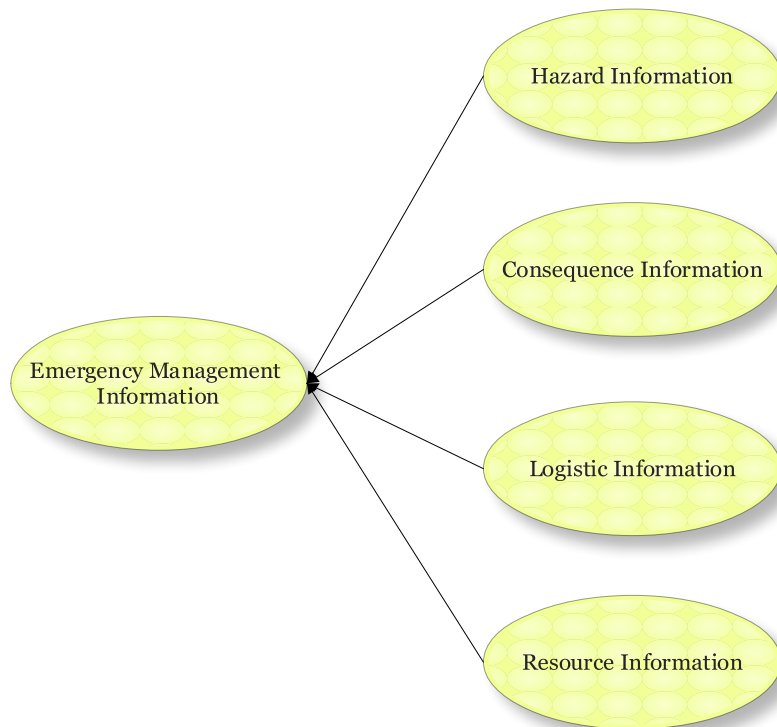 Hazard Information
Consequence Information
Emergency Management
Information
Logistic Information
Resource Information